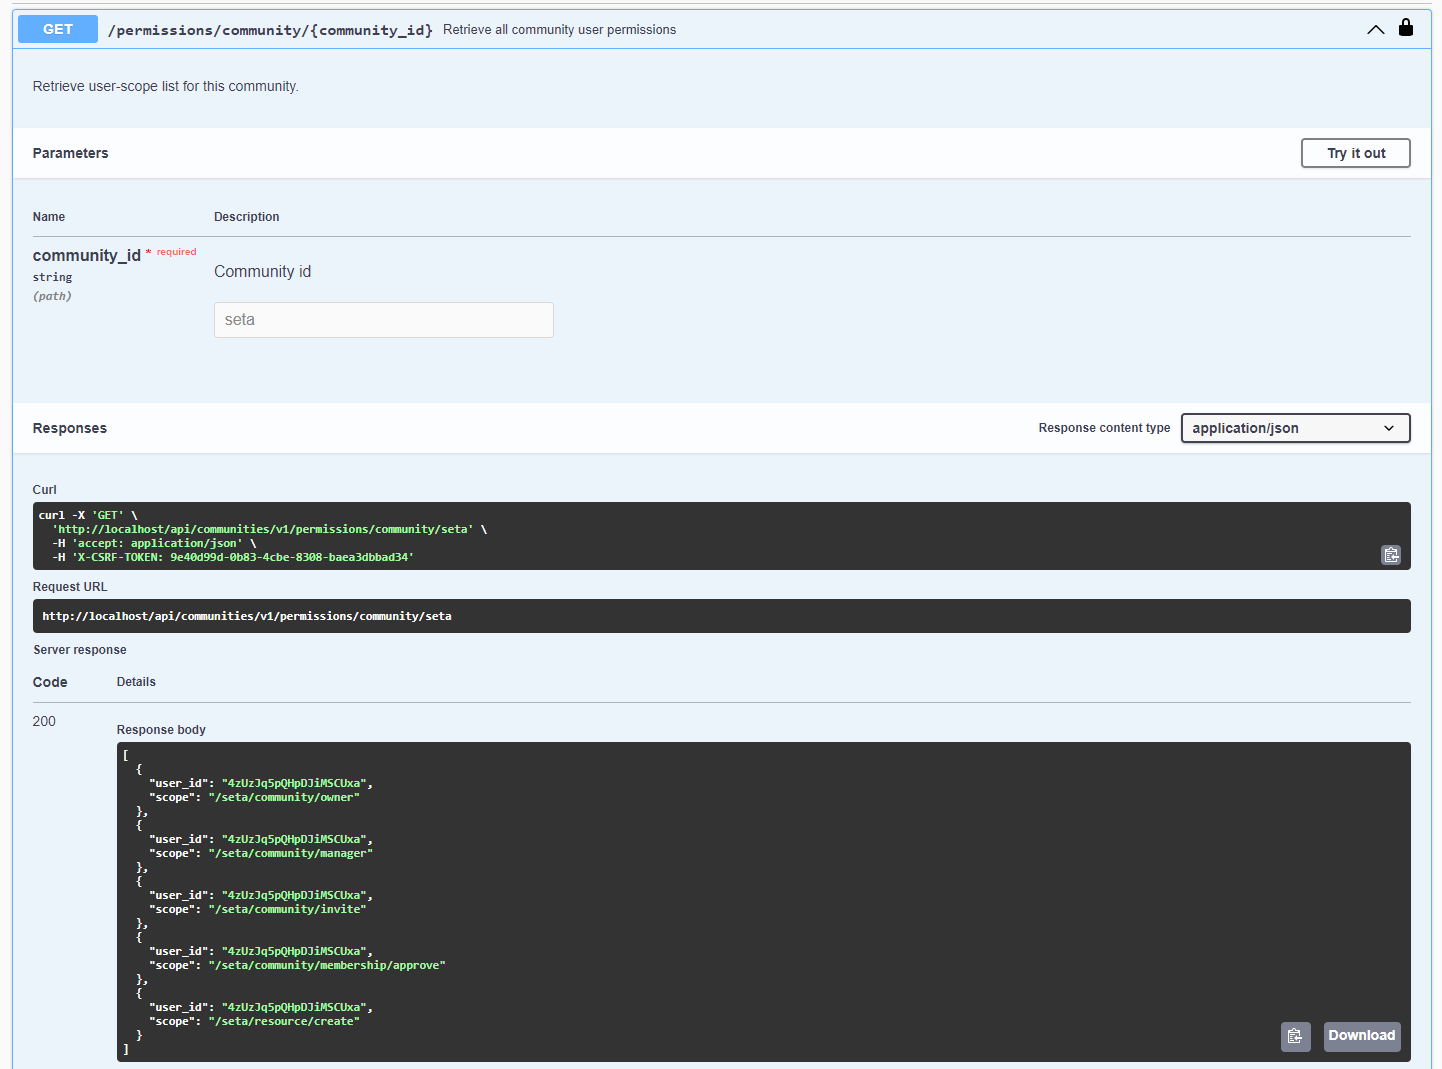 GET /permissions/community/{community_id} Retrieve all community user permissions
Retrieve user-scope list for this community.
Parameters Try it out
Name Description
community_id * required Community id
string
(path)
seta
Responses Response content type application/json
Curl
curl -X 'GET' \
  'http://localhost/api/communities/v1/permissions/community/seta' \
  -H 'accept: application/json' \
  -H 'X-CSRF-TOKEN: 9e40d99d-0b83-4cbe-8308-baea3dbbad34'
Request URL
http://localhost/api/communities/v1/permissions/community/seta
Server response
Code Details
200
Response body
[
  {
    "user_id": "4zUzJq5pQHpDJiMSCUxa",
    "scope": "/seta/community/owner"
  },
  {
    "user_id": "4zUzJq5pQHpDJiMSCUxa",
    "scope": "/seta/community/manager"
  },
  {
    "user_id": "4zUzJq5pQHpDJiMSCUxa",
    "scope": "/seta/community/invite"
  },
  {
    "user_id": "4zUzJq5pQHpDJiMSCUxa",
    "scope": "/seta/community/membership/approve"
  },
  {
    "user_id": "4zUzJq5pQHpDJiMSCUxa",
    "scope": "/seta/resource/create"
  }
]
Download